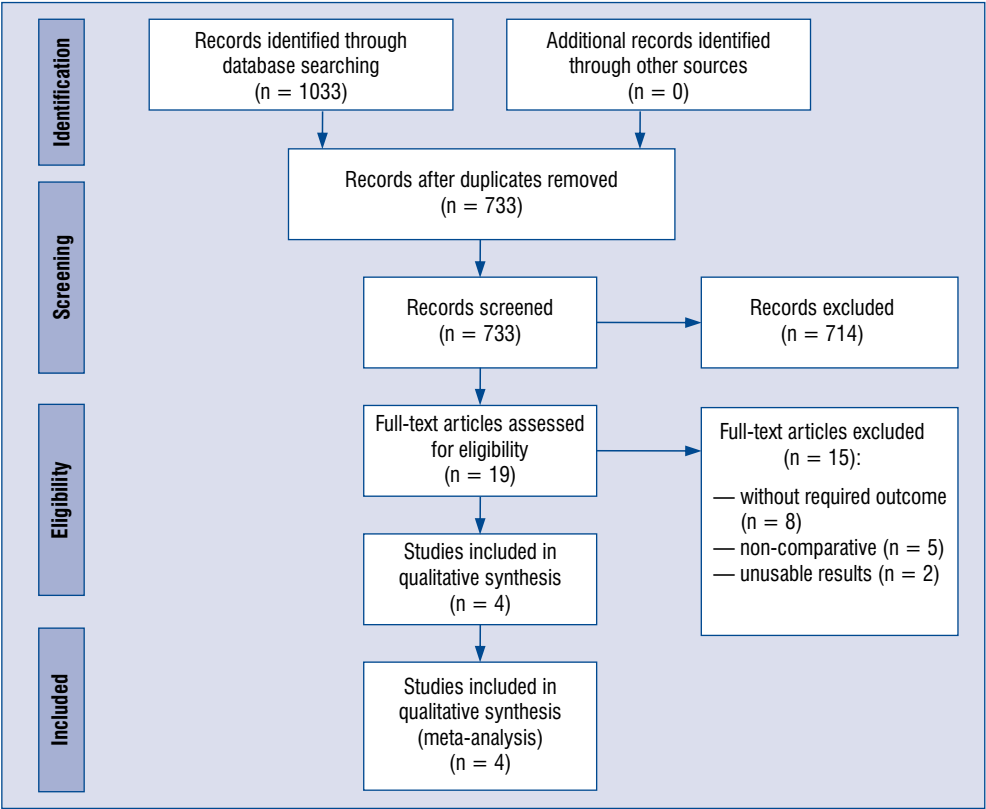 Identification
Records identified through
database searching
(n = 1033)
Additional records identified
through other sources
(n = 0)
Records after duplicates removed
(n = 733)
Screening
Records screened
(n = 733)
Records excluded
(n = 714)
Eligibility
Full-text articles assessed
for eligibility
(n = 19)
Full-text articles excluded
(n = 15):
— without required outcome
(n = 8)
— non-comparative (n = 5)
— unusable results (n = 2)
Studies included in
qualitative synthesis
(n = 4)
Included
Studies included in
qualitative synthesis
(meta-analysis)
(n = 4)